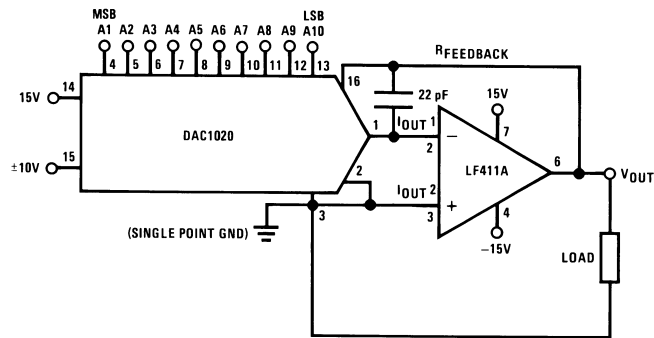 MSB LSB
A1 A2 A3 A4 A5 A6 A7 A8 A9 A10
4 5 6 7 8 9 10 11 12 13
16
RFEEDBACK
14
15V
22 pF
15V
DAC1020
1
IOUT 1
2
−
7
15
±10V
LF411A
6
VOUT
2
IOUT 2
3
+
4
−15V
3
(SINGLE POINT GND)
LOAD